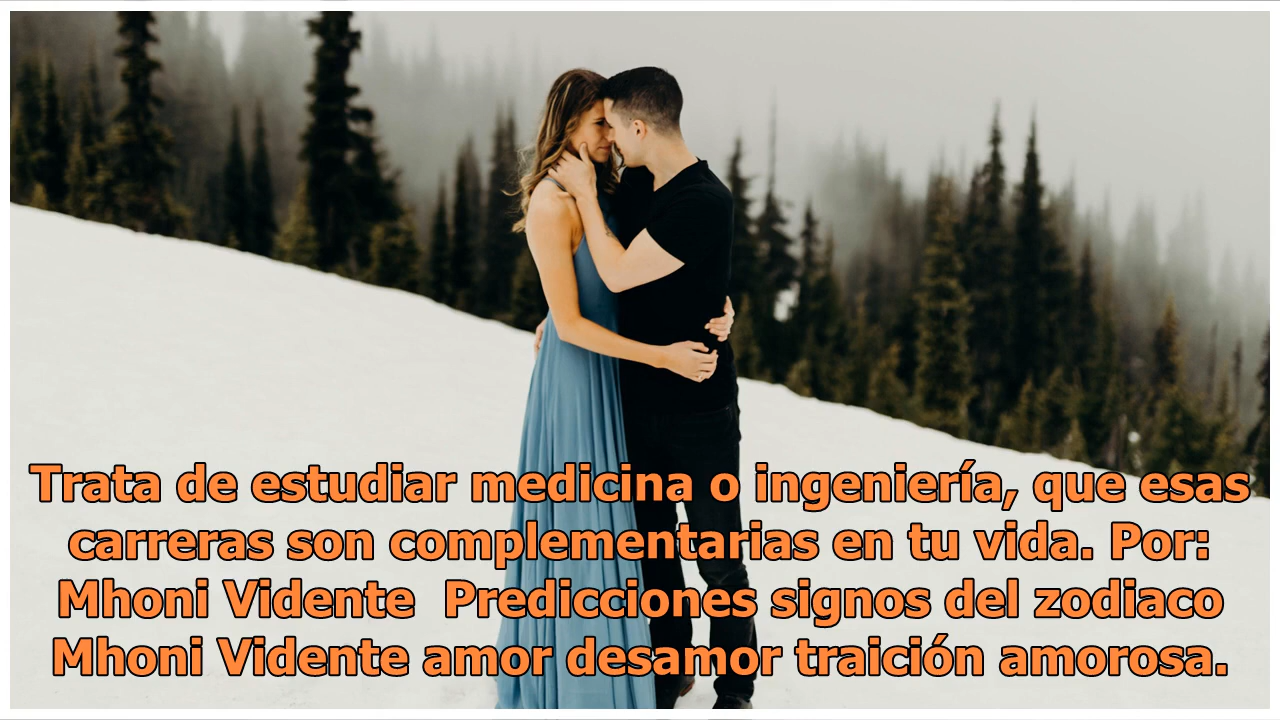 Trata de estudiar medicina o ingeniería, que esas
carreras son complementarias en tu vida. Por:
Mhoni Vidente  Predicciones signos del zodiaco
Mhoni Vidente amor desamor traición amorosa.